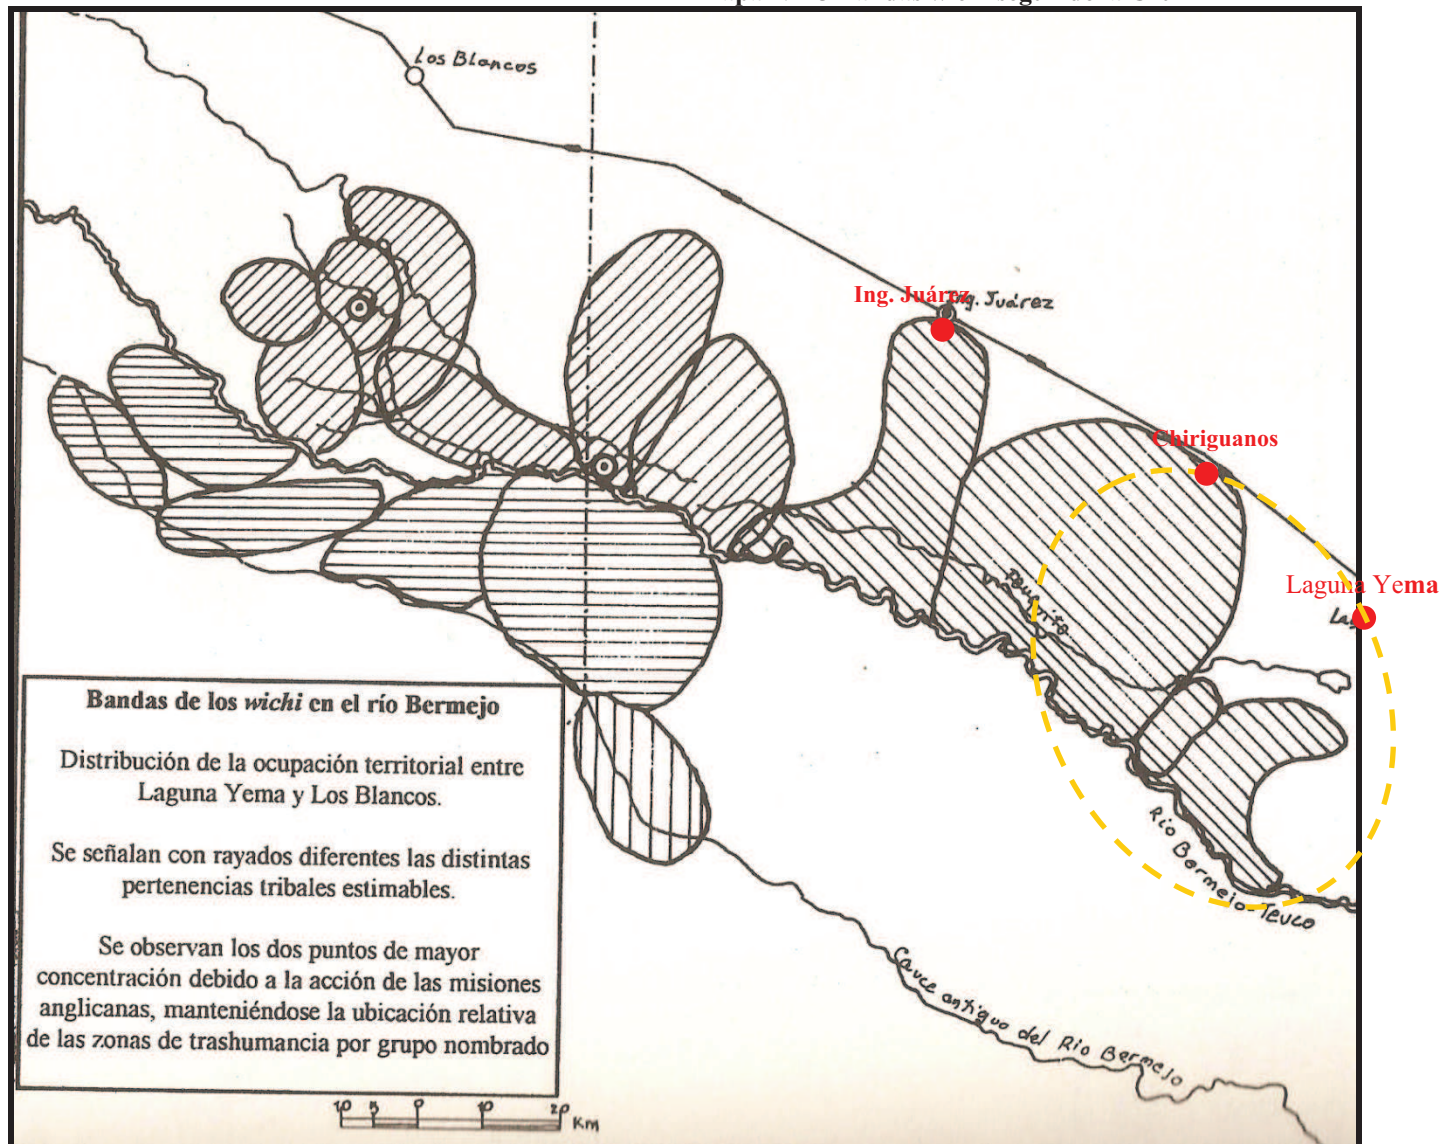 Los Blancos
Ing. Juárez
Ing. Juárez
Chiriguanos
Laguna Yema
Teuquito
Río Bermejo-Teuco
Cauce antiguo del Río Bermejo
Bandas de los wichi en el río Bermejo
Distribución de la ocupación territorial entre
Laguna Yema y Los Blancos.
Se señalan con rayados diferentes las distintas
pertenencias tribales estimables.
Se observan los dos puntos de mayor
concentración debido a la acción de las misiones
anglicanas, manteniéndose la ubicación relativa
de las zonas de trashumancia por grupo nombrado
10 5 0 10 20 Km